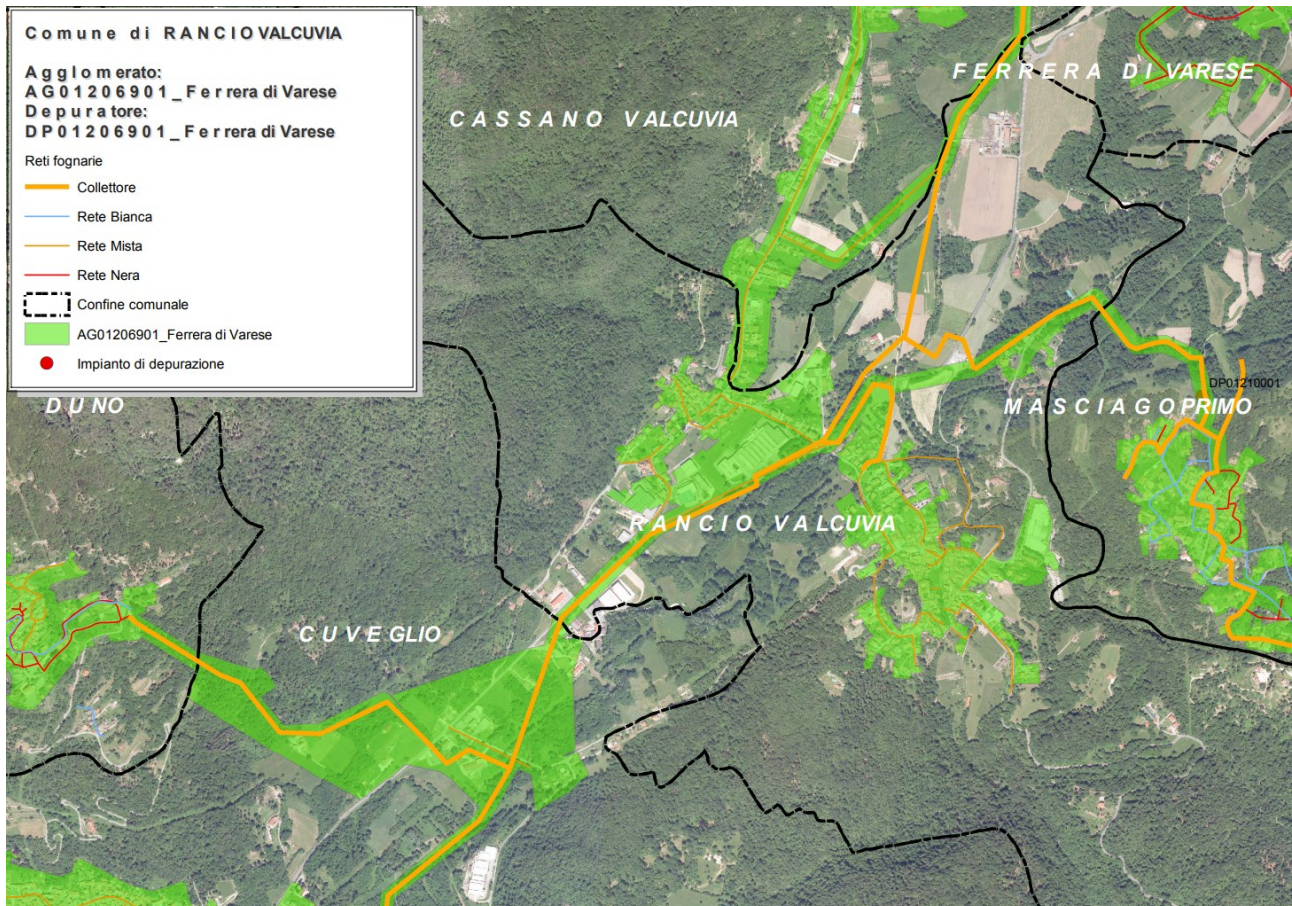 Comune di RANCIO VALCUVIA
Agglomerato:
AG01206901_Ferrera di Varese
Depuratore:
DP01206901_Ferrera di Varese
Reti fognarie
Collettore
Rete Bianca
Rete Mista
Rete Nera
Confine comunale
AG01206901_Ferrera di Varese
Impianto di depurazione
FERRERA DI VARESE
CASSANO VALCUVIA
DP01210001
DUNO
MASCIAGO PRIMO
RANCIO VALCUVIA
CUVEGLIO